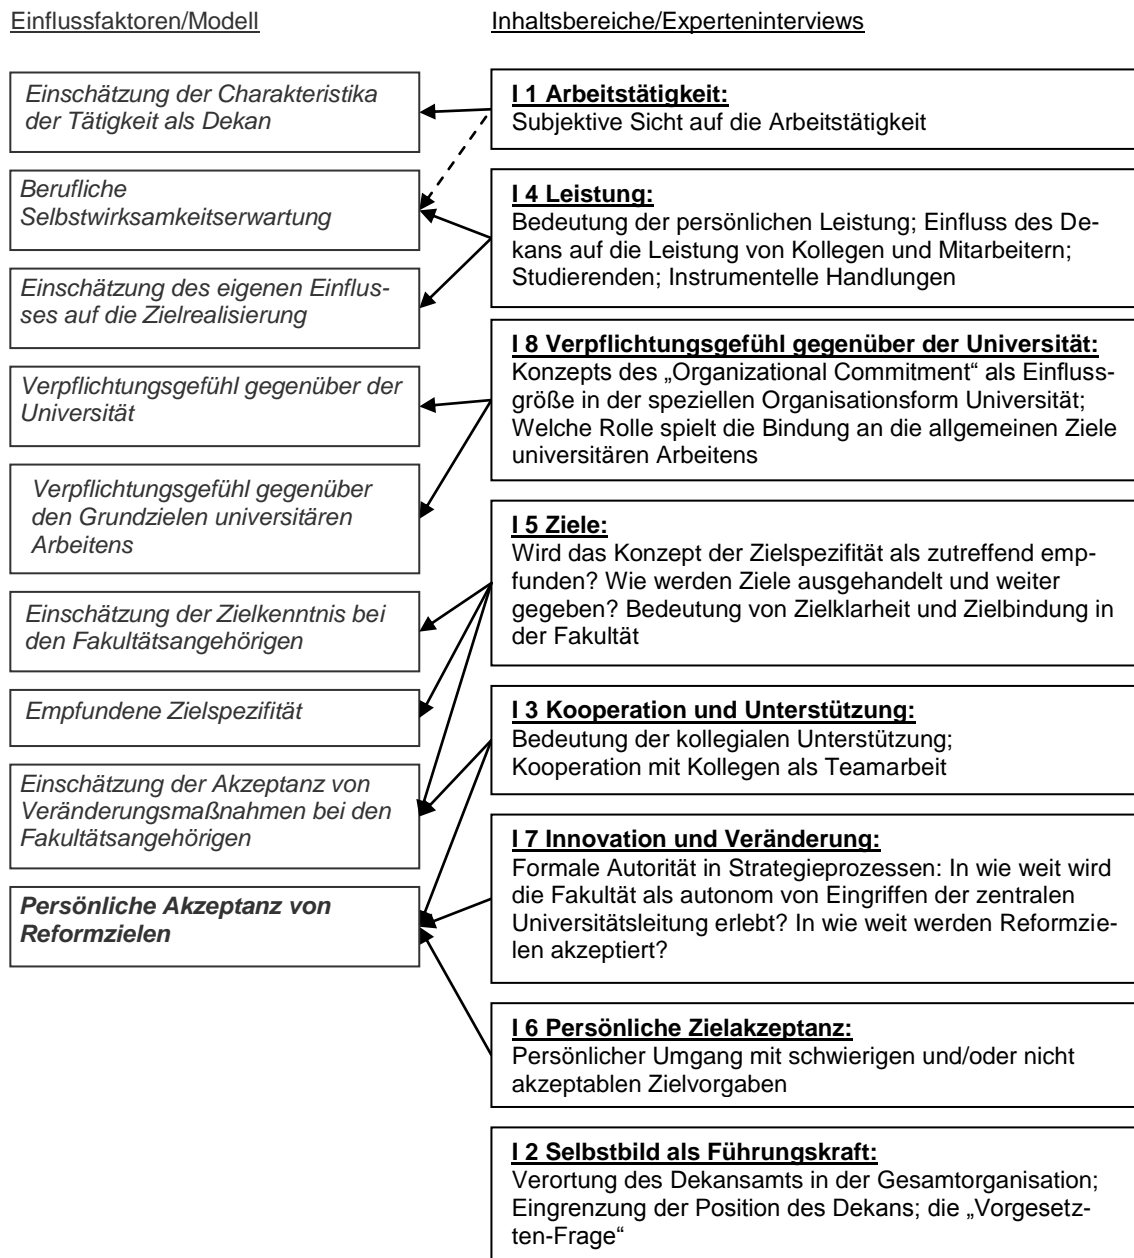 Einflussfaktoren/Modell
Einschätzung der Charakteristika
der Tätigkeit als Dekan
Berufliche
Selbstwirksamkeitserwartung
Einschätzung des eigenen Einflus-
ses auf die Zielrealisierung
Verpflichtungsgefühl gegenüber der
Universität
Verpflichtungsgefühl gegenüber
den Grundzielen universitären
Arbeitens
Einschätzung der Zielkenntnis bei
den Fakultätsangehörigen
Empfundene Zielspezifität
Einschätzung der Akzeptanz von
Veränderungsmaßnahmen bei den
Fakultätsangehörigen
Persönliche Akzeptanz von
Reformzielen
Inhaltsbereiche/Experteninterviews
I 1 Arbeitstätigkeit:
Subjektive Sicht auf die Arbeitstätigkeit
I 4 Leistung:
Bedeutung der persönlichen Leistung; Einfluss des De-
kans auf die Leistung von Kollegen und Mitarbeitern;
Studierenden; Instrumentelle Handlungen
I 8 Verpflichtungsgefühl gegenüber der Universität:
Konzepts des „Organizational Commitment“ als Einfluss-
größe in der speziellen Organisationsform Universität;
Welche Rolle spielt die Bindung an die allgemeinen Ziele
universitären Arbeitens
I 5 Ziele:
Wird das Konzept der Zielspezifität als zutreffend emp-
funden? Wie werden Ziele ausgehandelt und weiter
gegeben? Bedeutung von Zielklarheit und Zielbindung in
der Fakultät
I 3 Kooperation und Unterstützung:
Bedeutung der kollegialen Unterstützung;
Kooperation mit Kollegen als Teamarbeit
I 7 Innovation und Veränderung:
Formale Autorität in Strategieprozessen: In wie weit wird
die Fakultät als autonom von Eingriffen der zentralen
Universitätsleitung erlebt? In wie weit werden Reformzie-
len akzeptiert?
I 6 Persönliche Zielakzeptanz:
Persönlicher Umgang mit schwierigen und/oder nicht
akzeptablen Zielvorgaben
I 2 Selbstbild als Führungskraft:
Verortung des Dekansamts in der Gesamtorganisation;
Eingrenzung der Position des Dekans; die „Vorgesetz-
ten-Frage“